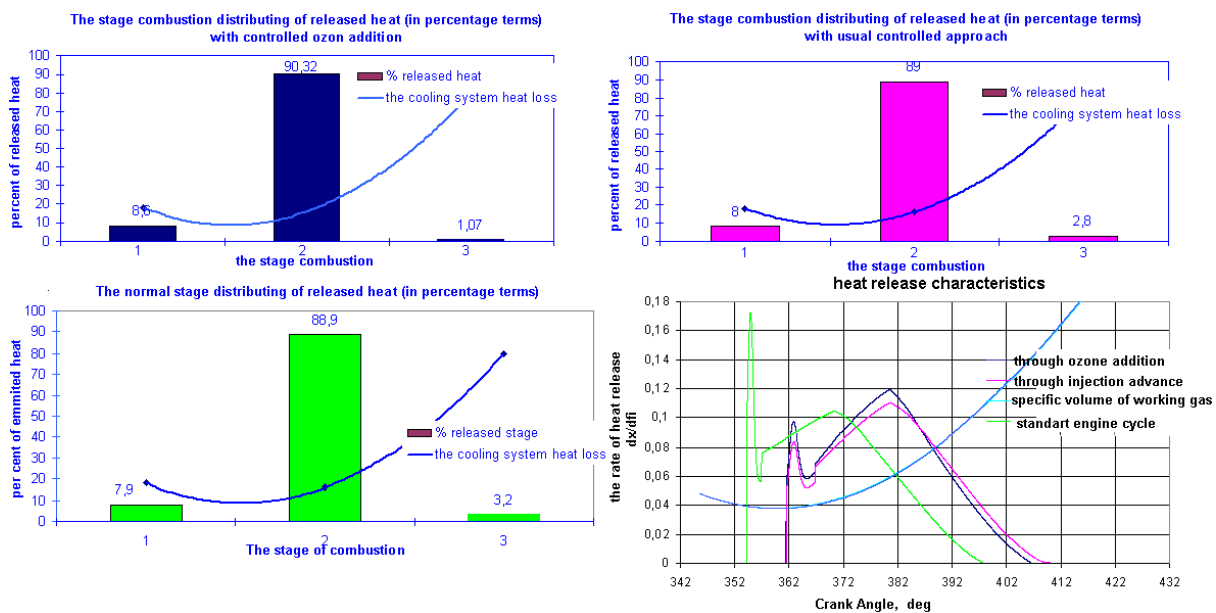 The stage combustion distributing of released heat (in percentage terms)
with controlled ozon addition
percent of released heat
100
90
80
70
60
50
40
30
20
10
0
90,32
8,6
1,07
% released heat
the cooling system heat loss
1
2
3
the stage combustion
The stage combustion distributing of released heat (in percentage terms)
with usual controlled approach
percent of released heat
100
90
80
70
60
50
40
30
20
10
0
89
8
2,8
% released heat
the cooling system heat loss
1
2
3
the stage combustion
The normal stage distributing of released heat (in percentage terms)
per cent of emmited heat
100
90
80
70
60
50
40
30
20
10
0
88,9
7,9
3,2
% released stage
the cooling system heat loss
1
2
3
The stage of combustion
heat release characteristics
the rate of heat release
dx/dfi
0,18
0,16
0,14
0,12
0,1
0,08
0,06
0,04
0,02
0
through ozone addition
through injection advance
specific volume of working gas
standart engine cycle
342
352
362
372
382
392
402
412
422
432
Crank Angle, deg